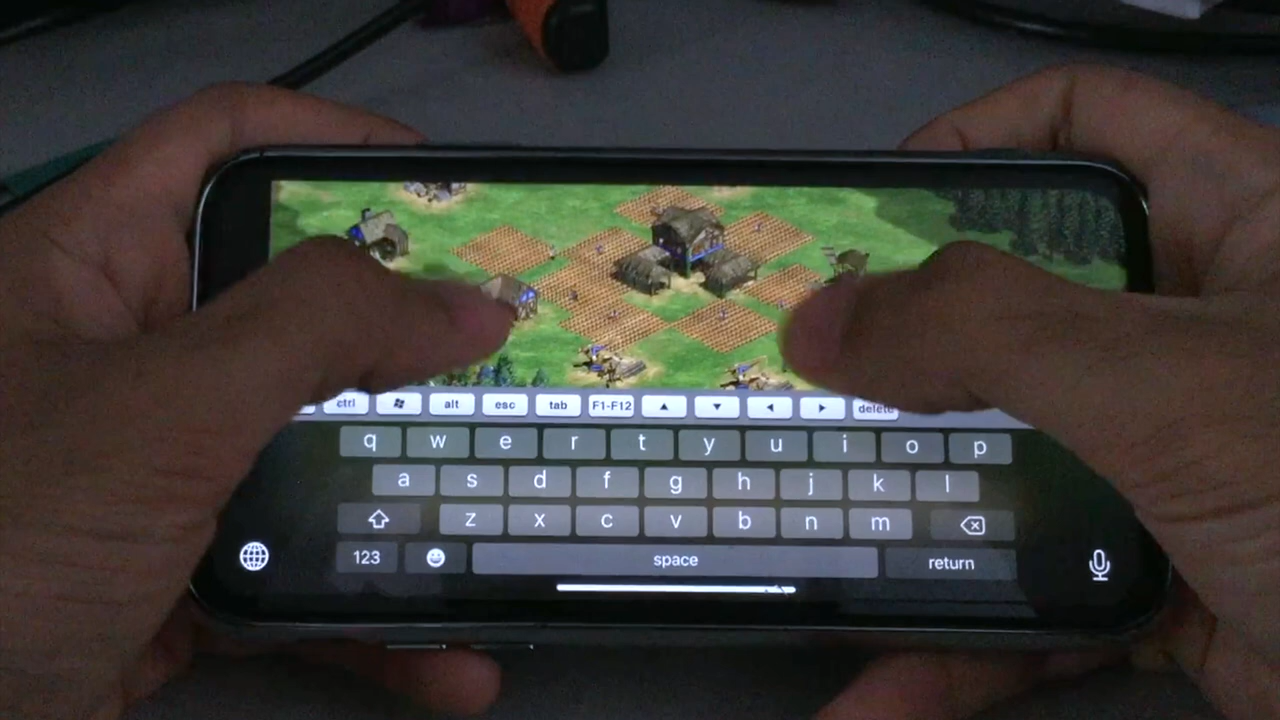 ctrl alt esc tab F1-F12 delete
q w e r t y u i o p
a s d f g h j k l
z x c v b n m
123 space return